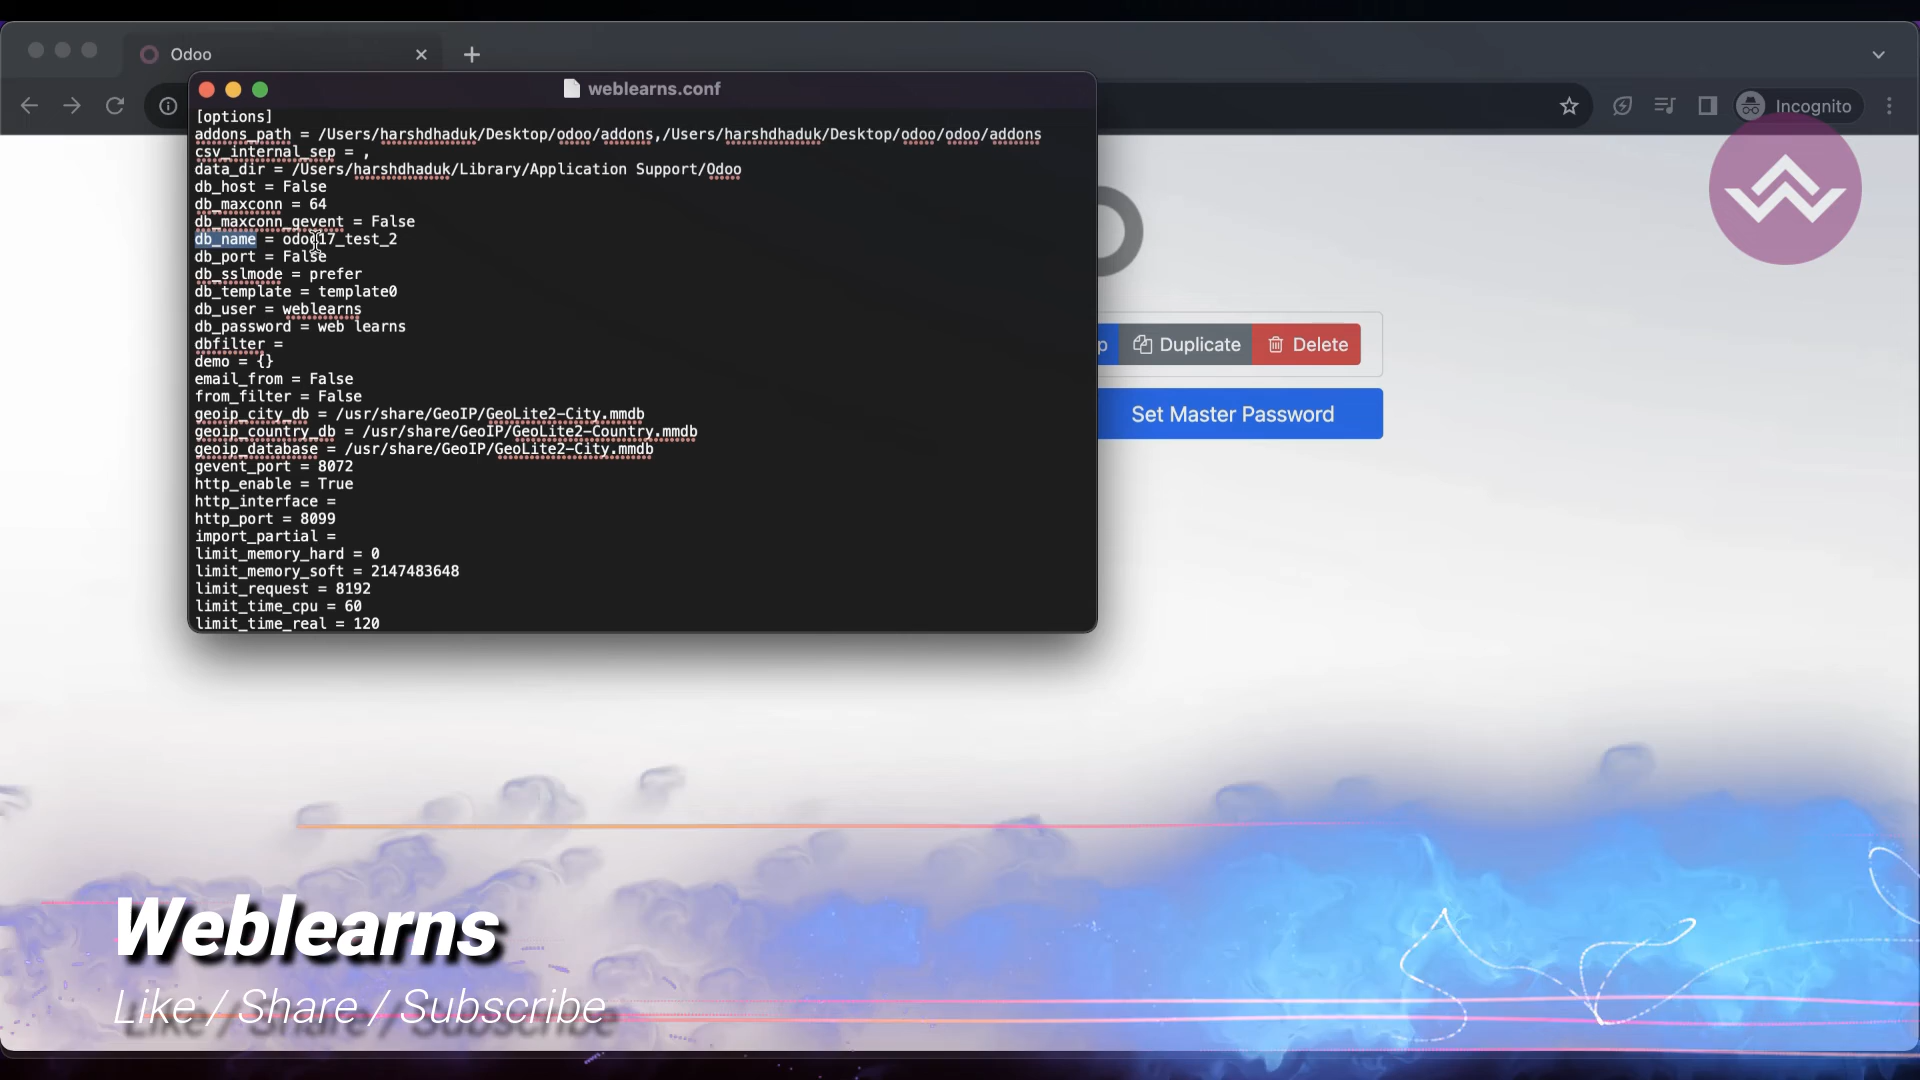 Odoo
Incognito
weblearns.conf
[options]
addons_path = /Users/harshdhaduk/Desktop/odoo/addons,/Users/harshdhaduk/Desktop/odoo/odoo/addons
csv_internal_sep = ,
data_dir = /Users/harshdhaduk/Library/Application Support/Odoo
db_host = False
db_maxconn = 64
db_maxconn_gevent = False
db_name = odoo17_test_2
db_port = False
db_sslmode = prefer
db_template = template0
db_user = weblearns
db_password = web learns
dbfilter =
demo = {}
email_from = False
from_filter = False
geoip_city_db = /usr/share/GeoIP/GeoLite2-City.mmdb
geoip_country_db = /usr/share/GeoIP/GeoLite2-Country.mmdb
geoip_database = /usr/share/GeoIP/GeoLite2-City.mmdb
gevent_port = 8072
http_enable = True
http_interface =
http_port = 8099
import_partial =
limit_memory_hard = 0
limit_memory_soft = 2147483648
limit_request = 8192
limit_time_cpu = 60
limit_time_real = 120
p Duplicate Delete
Set Master Password
Weblearns
Like / Share / Subscribe